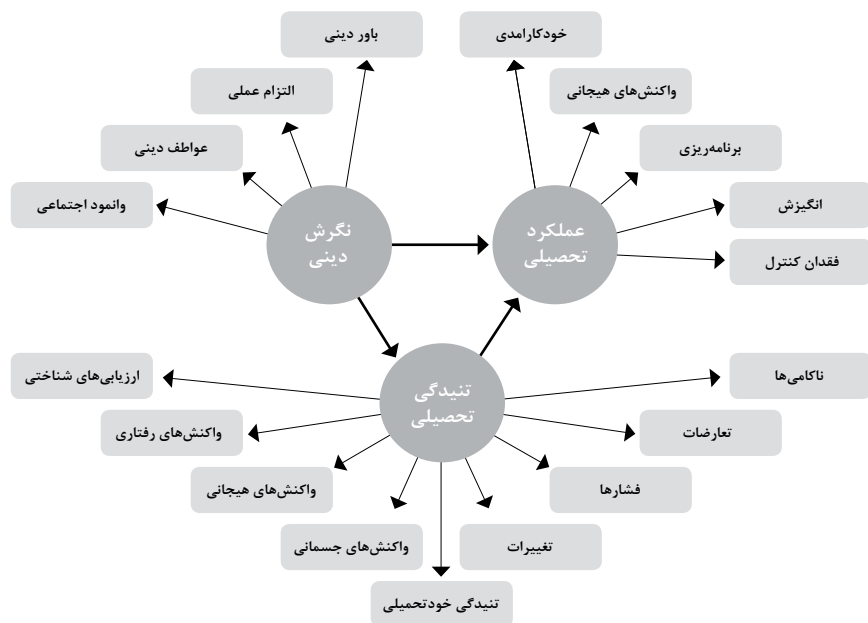 باور دینی
خودکارامدی
التزام عملی
واکنش‌های هیجانی
عواطف دینی
برنامه‌ریزی
وانمود اجتماعی
انگیزش
نگرش
دینی
عملکرد
تحصیلی
فقدان کنترل
ارزیابی‌های شناختی
ناکامی‌ها
تنیدگی
تحصیلی
واکنش‌های رفتاری
تعارضات
واکنش‌های هیجانی
فشارها
واکنش‌های جسمانی
تغییرات
تنیدگی خودتحمیلی